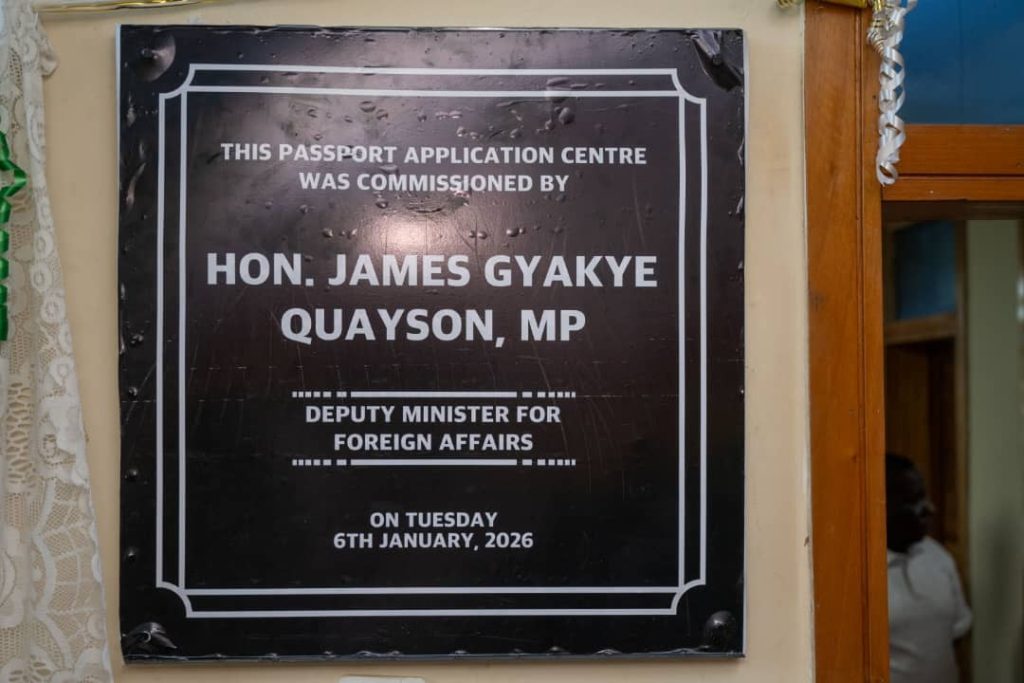 THIS PASSPORT APPLICATION CENTRE
WAS COMMISSIONED BY
HON. JAMES GYAKYE
QUAYSON, MP
DEPUTY MINISTER FOR
FOREIGN AFFAIRS
ON TUESDAY
6TH JANUARY, 2026